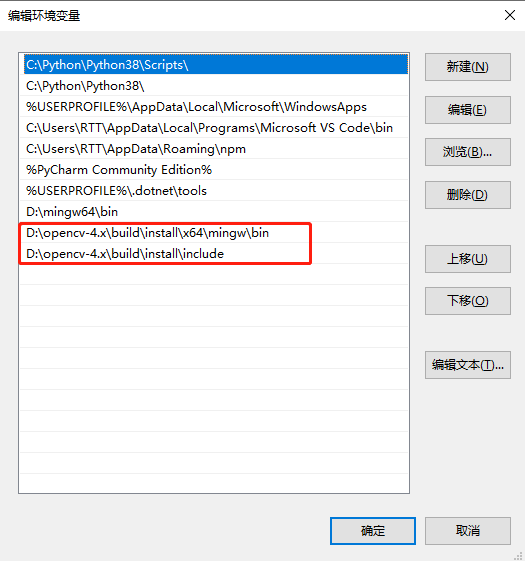 编辑环境变量
C:\Python\Python38\Scripts\
C:\Python\Python38\
%USERPROFILE%\AppData\Local\Microsoft\WindowsApps
C:\Users\RTT\AppData\Local\Programs\Microsoft VS Code\bin
C:\Users\RTT\AppData\Roaming\npm
%PyCharm Community Edition%
%USERPROFILE%\.dotnet\tools
D:\mingw64\bin
D:\opencv-4.x\build\install\x64\mingw\bin
D:\opencv-4.x\build\install\include
新建(N)
编辑(E)
浏览(B)...
删除(D)
上移(U)
下移(O)
编辑文本(T)...
确定
取消